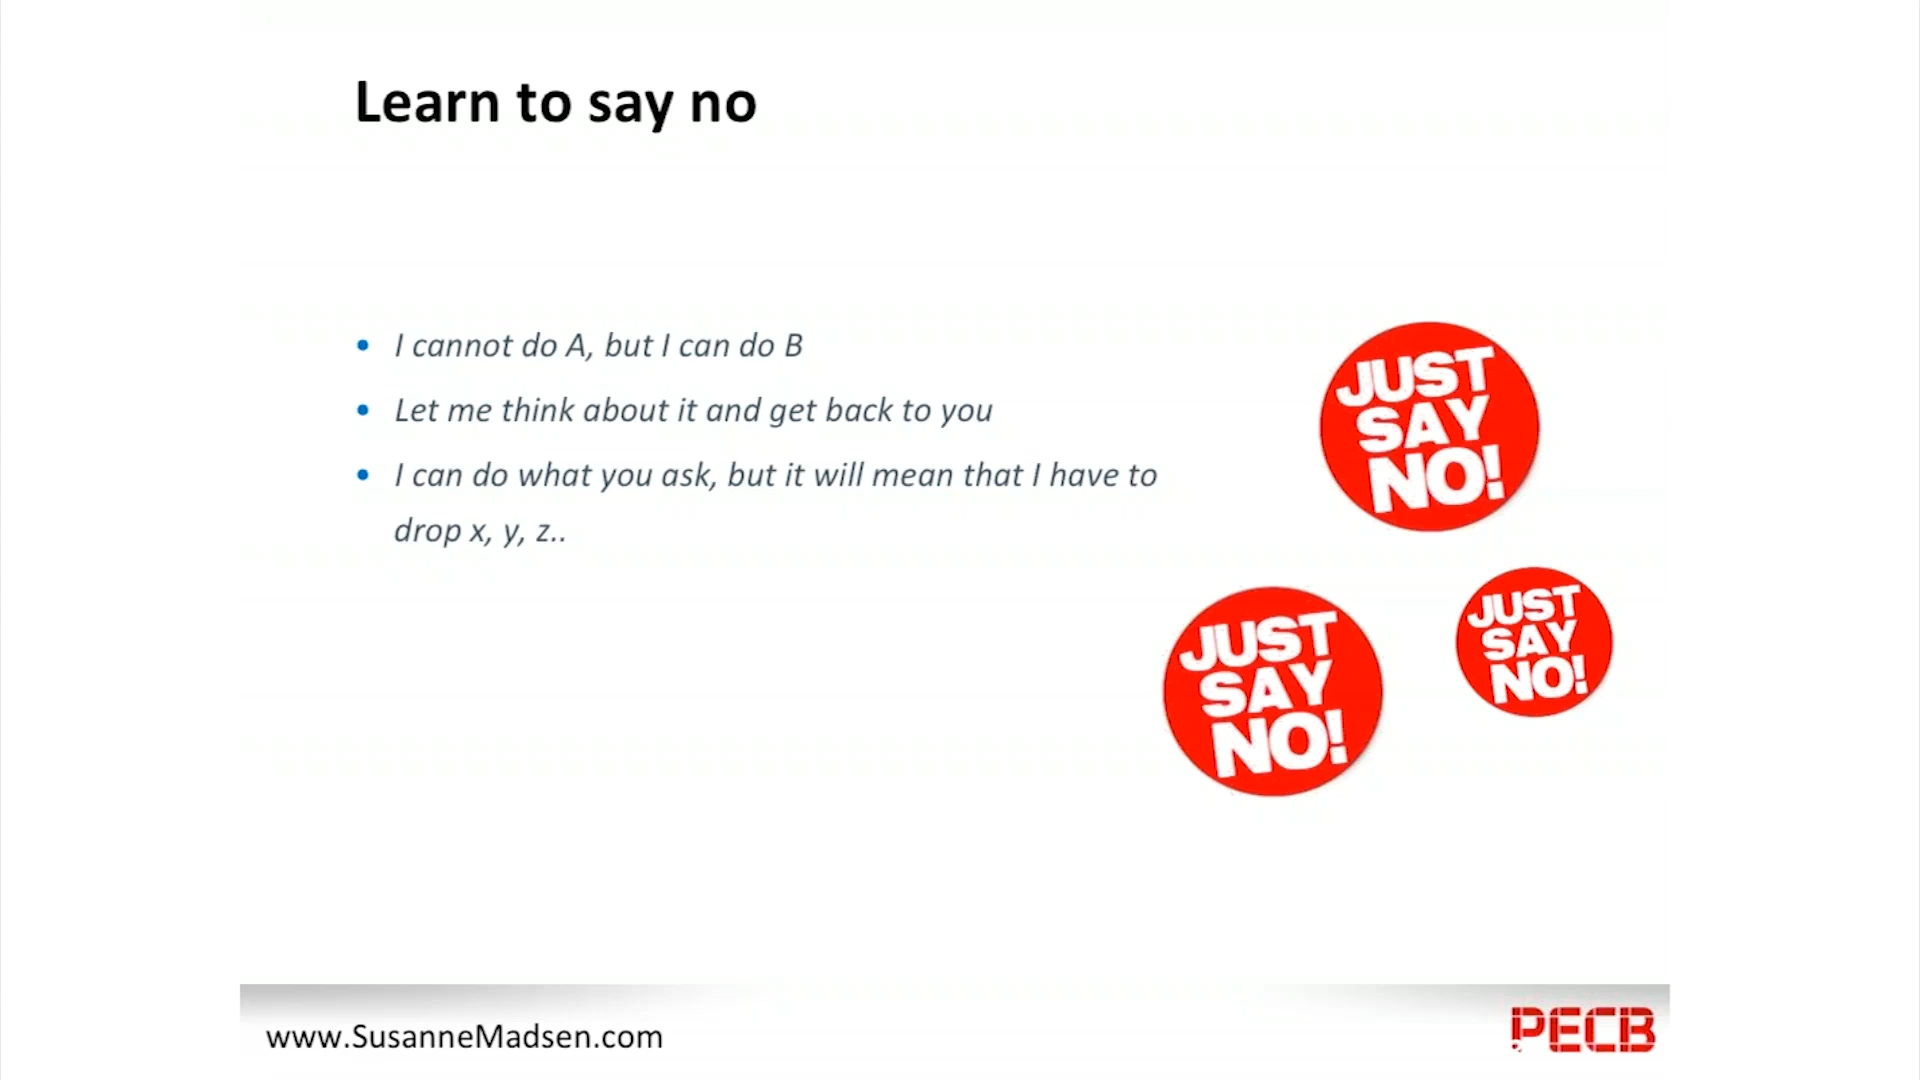 Learn to say no
• I cannot do A, but I can do B
• Let me think about it and get back to you
• I can do what you ask, but it will mean that I have to
drop x, y, z..
JUST
SAY
NO!
JUST
SAY
NO!
JUST
SAY
NO!
www.SusanneMadsen.com
PECB